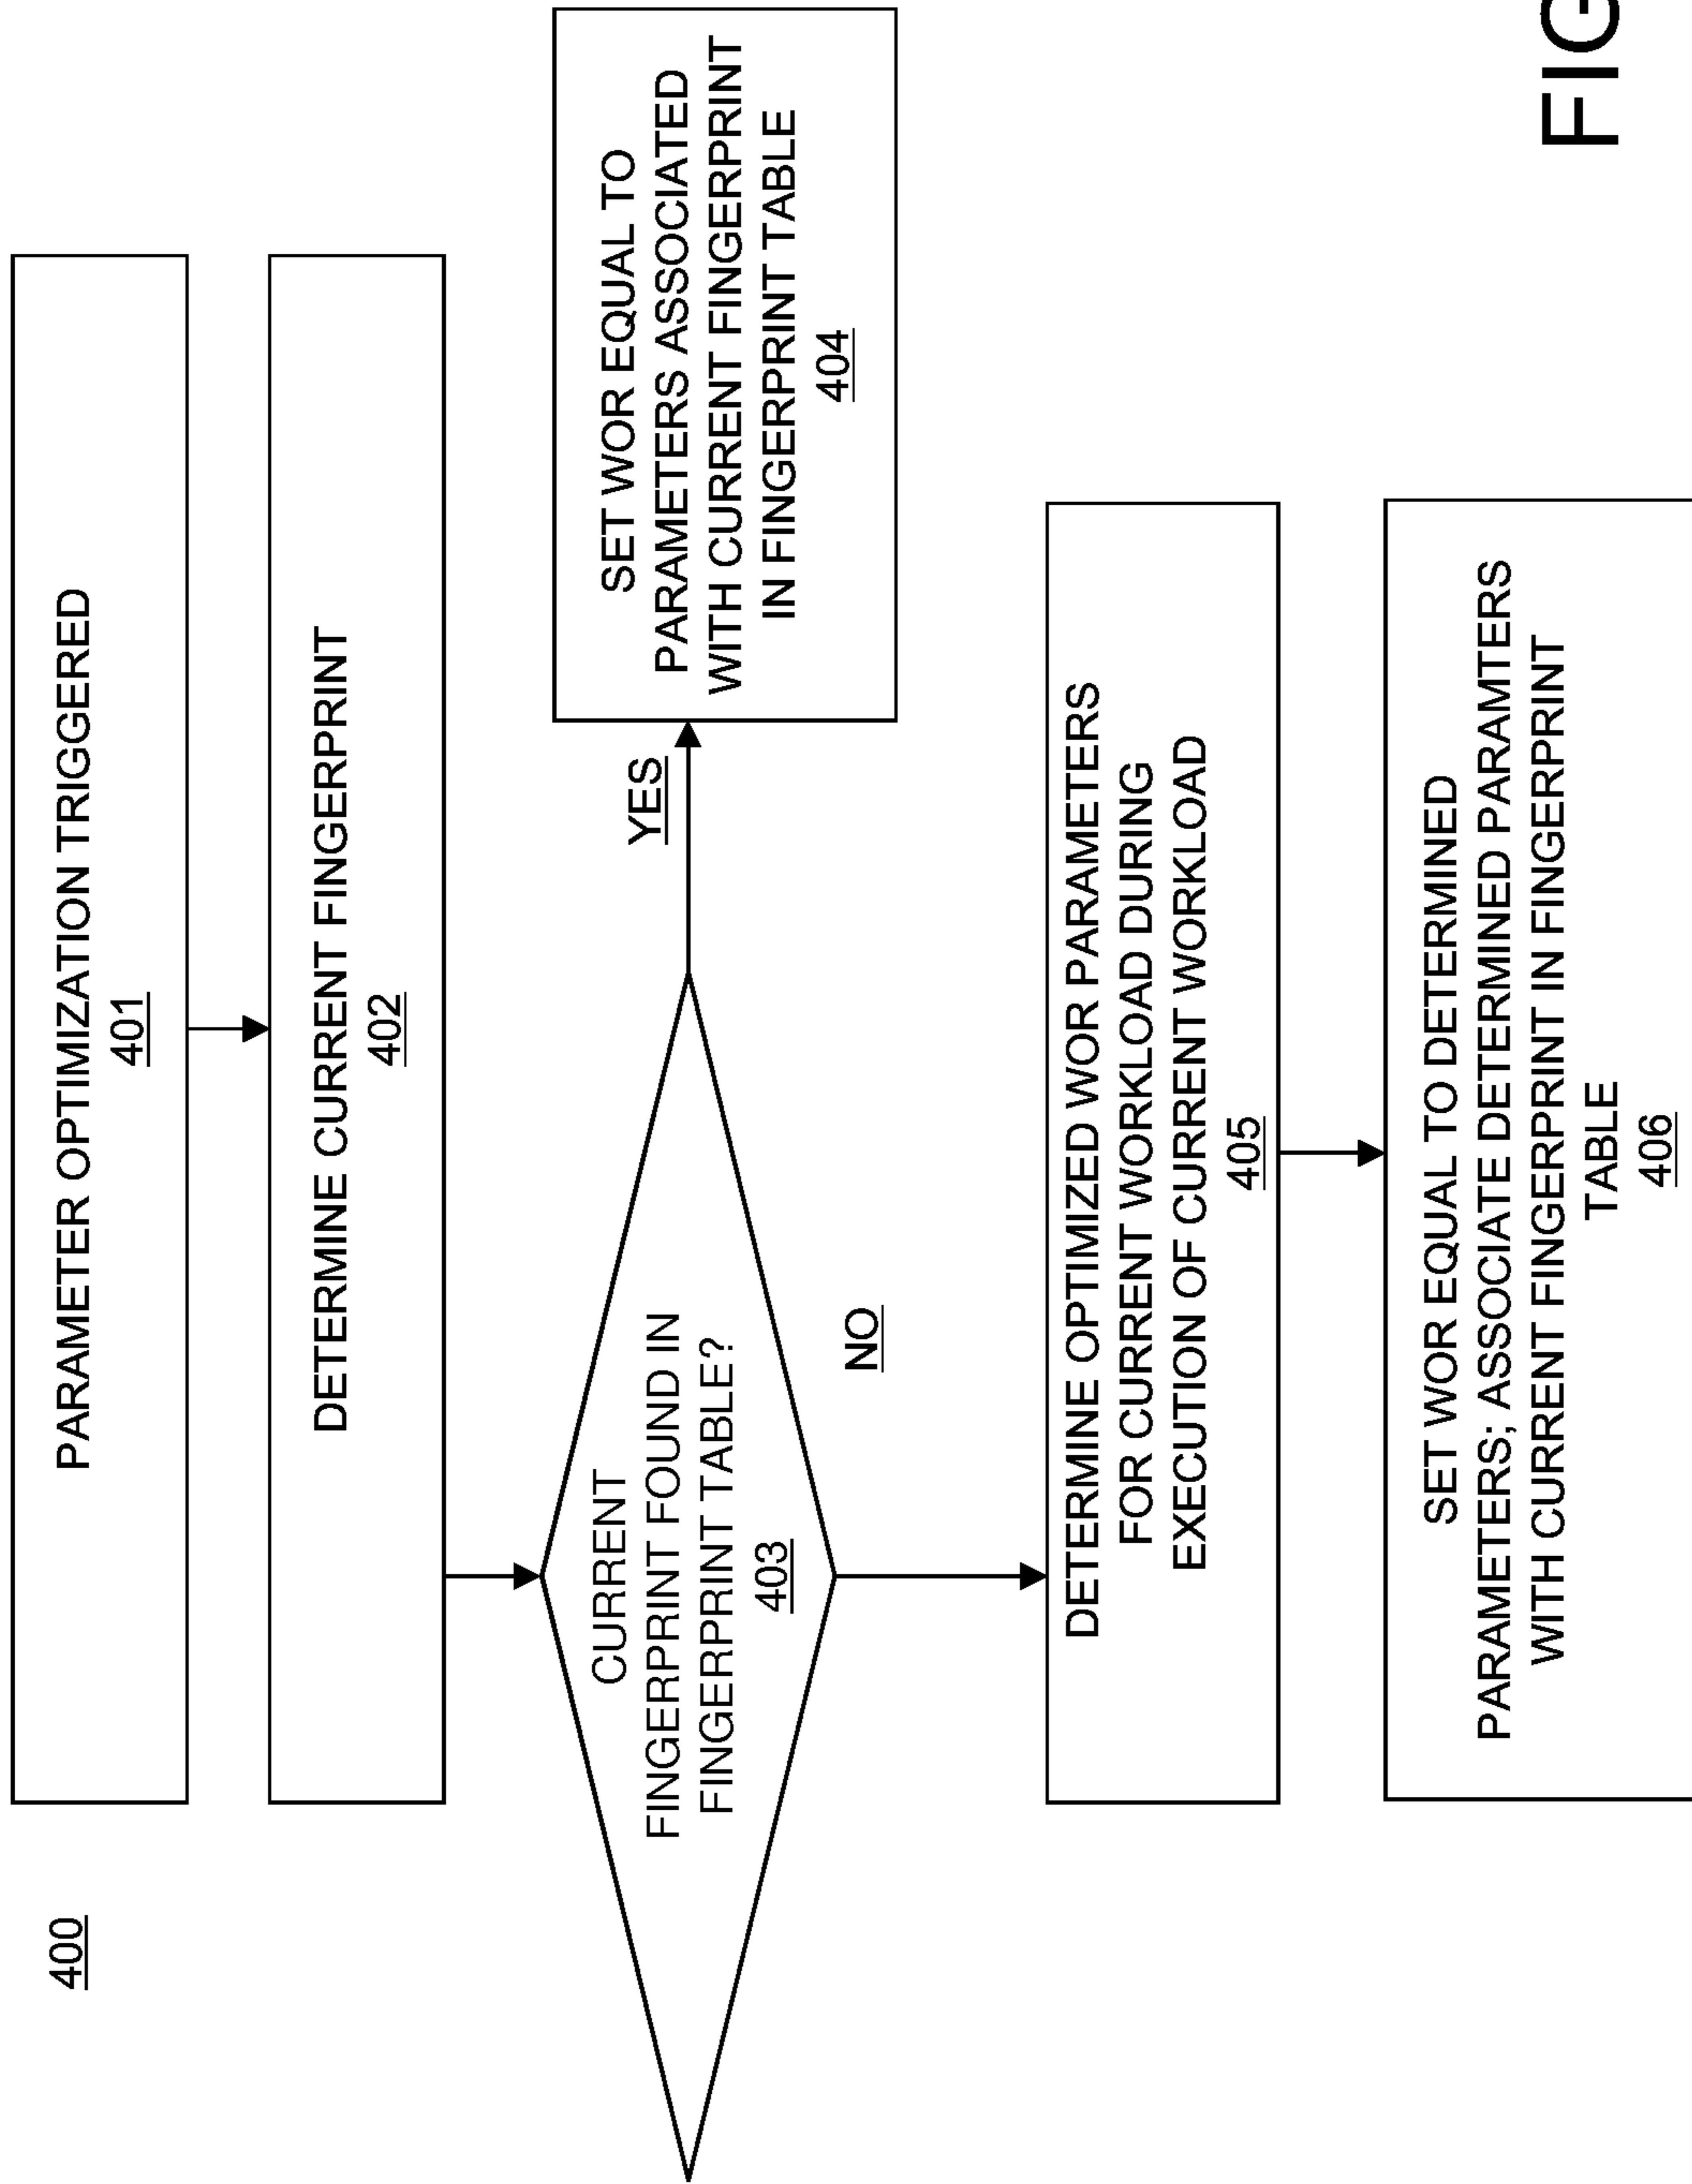 400
PARAMETER OPTIMIZATION TRIGGERED
401
DETERMINE CURRENT FINGERPRINT
402
CURRENT
FINGERPRINT FOUND IN
FINGERPRINT TABLE?
403
YES
SET WOR EQUAL TO
PARAMETERS ASSOCIATED
WITH CURRENT FINGERPRINT
IN FINGERPRINT TABLE
404
NO
DETERMINE OPTIMIZED WOR PARAMETERS
FOR CURRENT WORKLOAD DURING
EXECUTION OF CURRENT WORKLOAD
405
SET WOR EQUAL TO DETERMINED
PARAMETERS; ASSOCIATE DETERMINED PARAMTERS
WITH CURRENT FINGERPRINT IN FINGERPRINT
TABLE
406
FIG